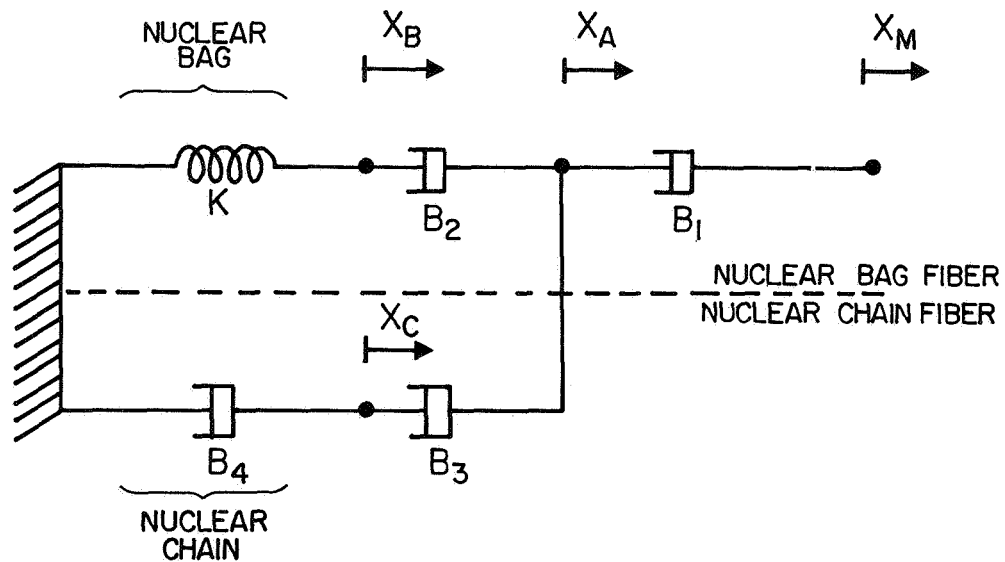 NUCLEAR
BAG
X_B
X_A
X_M
K
B_2
B_1
NUCLEAR BAG FIBER
NUCLEAR CHAIN FIBER
X_C
B_4
B_3
NUCLEAR
CHAIN